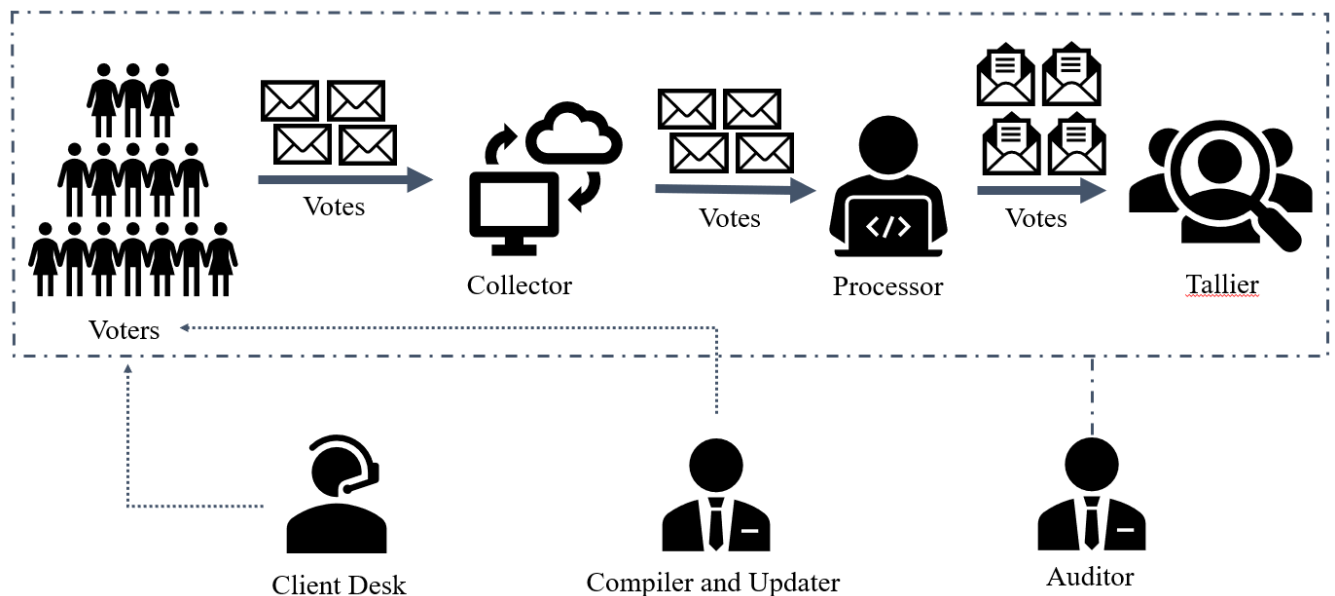 Votes
Votes
Votes
Collector
Processor
</>
Tallier
Voters
Client Desk
Compiler and Updater
Auditor